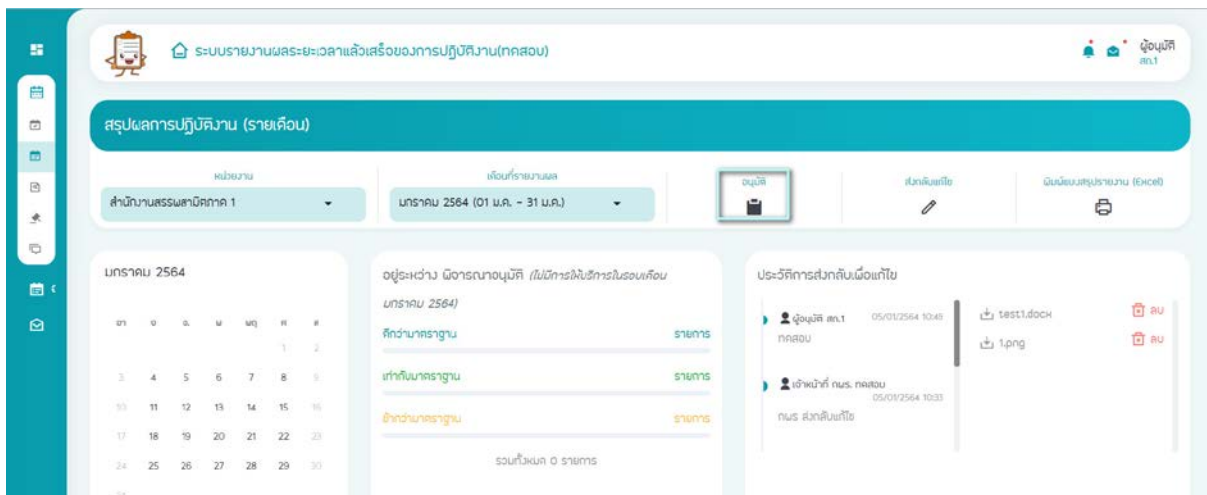 ระบบรายงานผลระยะเวลาแล้วเสร็จของการปฏิบัติงาน(ทดสอบ)
ผู้อนุมัติ
สภ.1
สรุปผลการปฏิบัติงาน (รายเดือน)
หน่วยงาน
เดือนที่รายงานผล
อนุมัติ
ส่งกลับแก้ไข
พิมพ์แบบสรุปรายงาน (Excel)
สำนักงานสรรพสามิตภาค 1
มกราคม 2564 (01 ม.ค. - 31 ม.ค.)
มกราคม 2564
อา จ อ. พ พฤ ศ ส
1 2
3 4 5 6 7 8 9
10 11 12 13 14 15 16
17 18 19 20 21 22 23
24 25 26 27 28 29 30
อยู่ระหว่าง พิจารณาอนุมัติ (ไม่มีการให้บริการในรอบเดือน
มกราคม 2564)
ดีกว่ามาตราฐาน รายการ
เท่ากับมาตราฐาน รายการ
ช้ากว่ามาตราฐาน รายการ
รวมทั้งหมด 0 รายการ
ประวัติการส่งกลับเพื่อแก้ไข
ผู้อนุมัติ สภ.1 05/01/2564 10:49
ทดสอบ
เจ้าหน้าที่ กพร. ทดสอบ
05/01/2564 10:33
กพร ส่งกลับแก้ไข
test1.docx ลบ
1.png ลบ